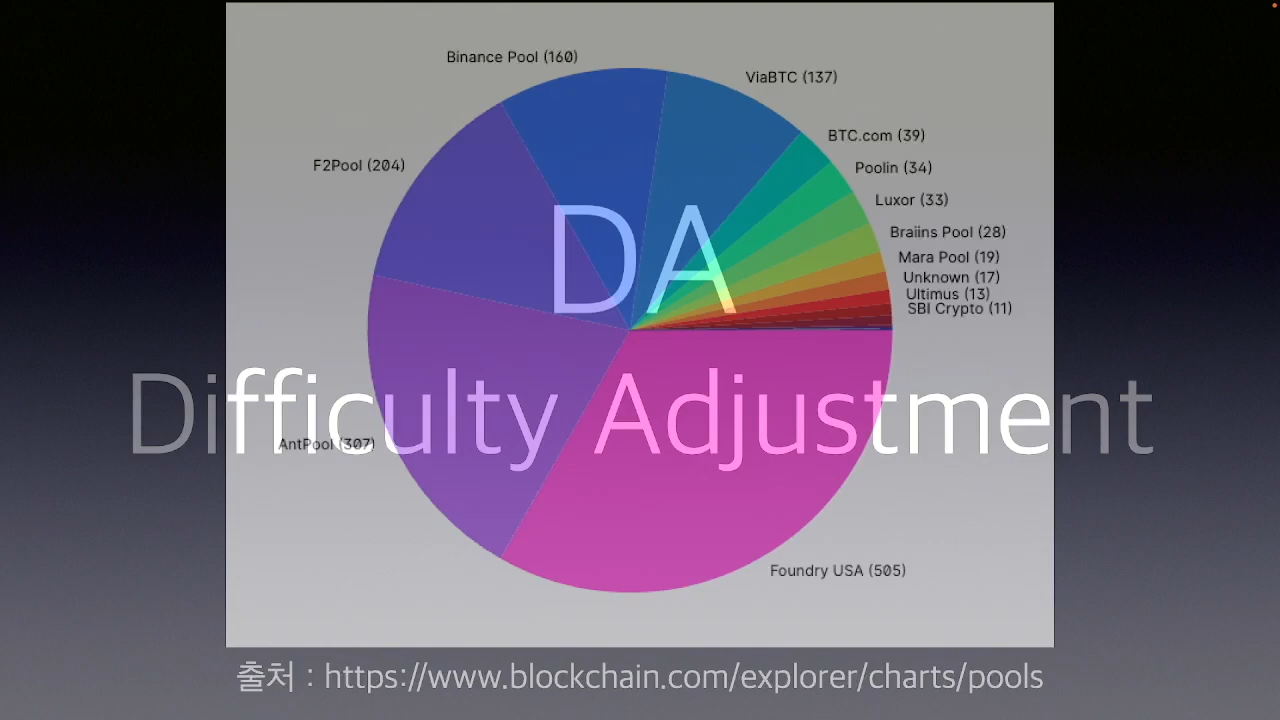 Binance Pool (160)
ViaBTC (137)
BTC.com (39)
F2Pool (204)
Poolin (34)
Luxor (33)
Braiins Pool (28)
Mara Pool (19)
Unknown (17)
Ultimus (13)
SBI Crypto (11)
DA
Difficulty Adjustment
AntPool (307)
Foundry USA (505)
출처 : https://www.blockchain.com/explorer/charts/pools